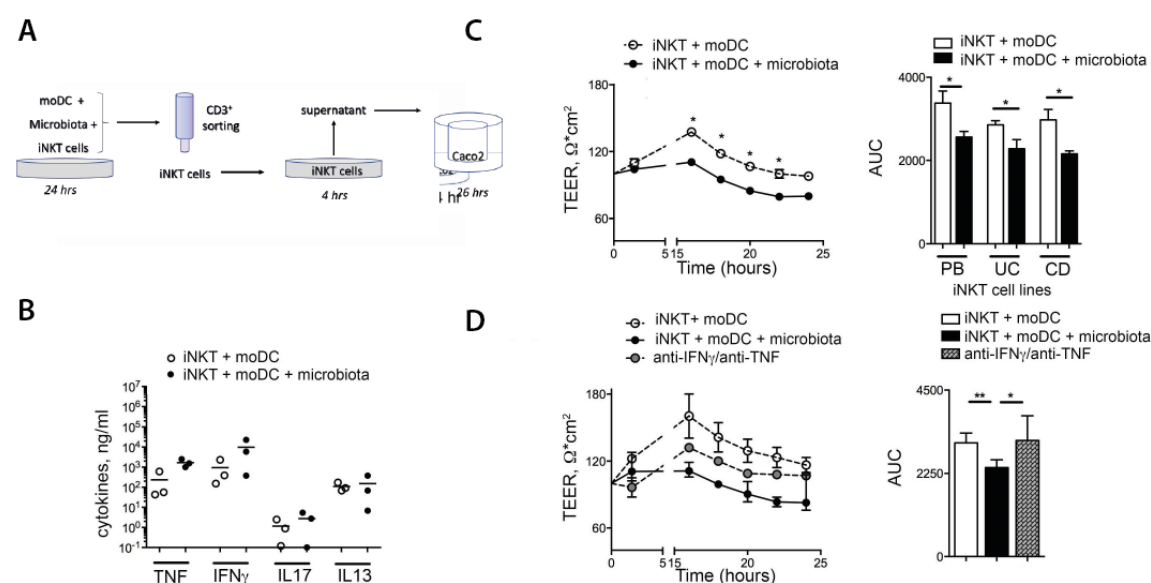 A
moDC +
Microbiota +
iNKT cells
24 hrs
CD3+
sorting
iNKT cells
supernatant
iNKT cells
4 hrs
Caco2
hr
26 hrs
B
iNKT + moDC
iNKT + moDC + microbiota
cytokines, ng/ml
10^7
10^6
10^5
10^4
10^3
10^2
10^1
10^0
10^-1
TNF IFNγ IL17 IL13
C
iNKT + moDC
iNKT + moDC + microbiota
TEER, Ω*cm²
180
120
60
* * * *
0 5 15 20 25
Time (hours)
iNKT + moDC
iNKT + moDC + microbiota
AUC
4000
2000
0
* * *
PB UC CD
iNKT cell lines
D
iNKT+ moDC
iNKT + moDC + microbiota
anti-IFNγ/anti-TNF
TEER, Ω*cm²
180
120
60
0 5 15 20 25
Time (hours)
iNKT + moDC
iNKT + moDC + microbiota
anti-IFNγ/anti-TNF
AUC
4500
2250
0
** *